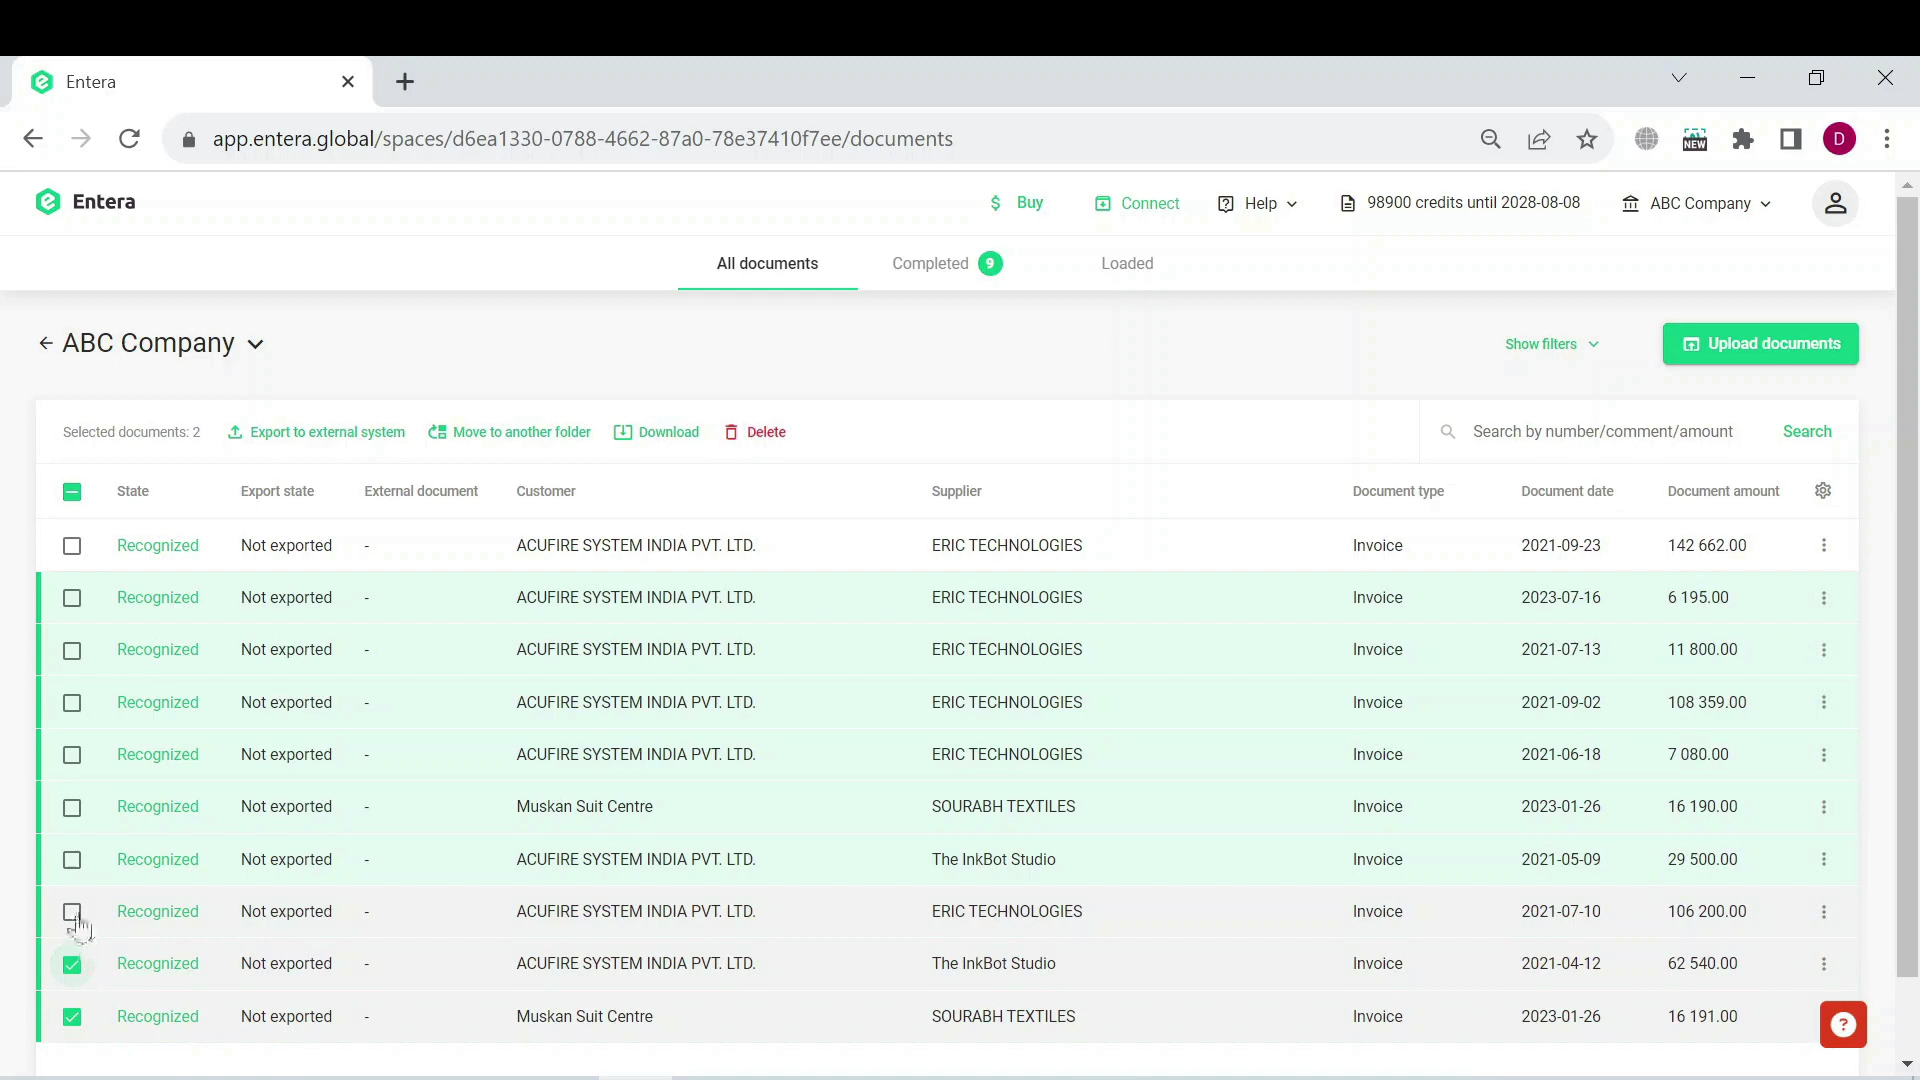 Entera
app.entera.global/spaces/d6ea1330-0788-4662-87a0-78e37410f7ee/documents
NEW
D
Entera
$ Buy Connect Help 98900 credits until 2028-08-08 ABC Company
All documents Completed 9 Loaded
← ABC Company Show filters Upload documents
Selected documents: 2 Export to external system Move to another folder Download Delete Search by number/comment/amount Search
State Export state External document Customer Supplier Document type Document date Document amount
Recognized Not exported - ACUFIRE SYSTEM INDIA PVT. LTD. ERIC TECHNOLOGIES Invoice 2021-09-23 142 662.00
Recognized Not exported - ACUFIRE SYSTEM INDIA PVT. LTD. ERIC TECHNOLOGIES Invoice 2023-07-16 6 195.00
Recognized Not exported - ACUFIRE SYSTEM INDIA PVT. LTD. ERIC TECHNOLOGIES Invoice 2021-07-13 11 800.00
Recognized Not exported - ACUFIRE SYSTEM INDIA PVT. LTD. ERIC TECHNOLOGIES Invoice 2021-09-02 108 359.00
Recognized Not exported - ACUFIRE SYSTEM INDIA PVT. LTD. ERIC TECHNOLOGIES Invoice 2021-06-18 7 080.00
Recognized Not exported - Muskan Suit Centre SOURABH TEXTILES Invoice 2023-01-26 16 190.00
Recognized Not exported - ACUFIRE SYSTEM INDIA PVT. LTD. The InkBot Studio Invoice 2021-05-09 29 500.00
Recognized Not exported - ACUFIRE SYSTEM INDIA PVT. LTD. ERIC TECHNOLOGIES Invoice 2021-07-10 106 200.00
Recognized Not exported - ACUFIRE SYSTEM INDIA PVT. LTD. The InkBot Studio Invoice 2021-04-12 62 540.00
Recognized Not exported - Muskan Suit Centre SOURABH TEXTILES Invoice 2023-01-26 16 191.00
?